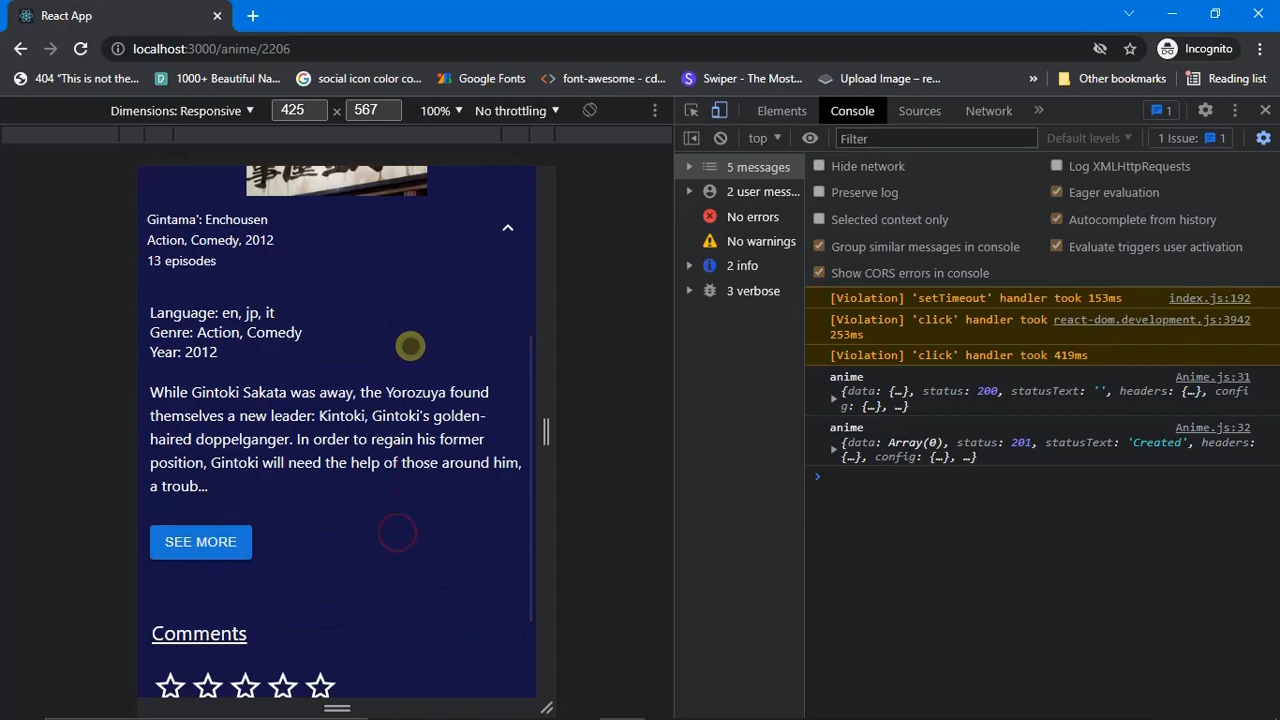 React App
localhost:3000/anime/2206
Incognito
404 "This is not the...
1000+ Beautiful Na...
social icon color co...
Google Fonts
font-awesome - cd...
Swiper - The Most...
Upload Image – re...
»
Other bookmarks
Reading list
Dimensions: Responsive
425 × 567
100%
No throttling
Elements
Console
Sources
Network
»
1
top
Filter
Default levels
1 Issue: 1
5 messages
2 user mess...
No errors
No warnings
2 info
3 verbose
Hide network
Log XMLHttpRequests
Preserve log
Eager evaluation
Selected context only
Autocomplete from history
Group similar messages in console
Evaluate triggers user activation
Show CORS errors in console
[Violation] 'setTimeout' handler took 153ms index.js:192
[Violation] 'click' handler took react-dom.development.js:3942
253ms
[Violation] 'click' handler took 419ms
anime Anime.js:31
{data: {…}, status: 200, statusText: '', headers: {…}, confi
g: {…}, …}
anime Anime.js:32
{data: Array(0), status: 201, statusText: 'Created', headers:
{…}, config: {…}, …}
Gintama': Enchousen
Action, Comedy, 2012
13 episodes
Language: en, jp, it
Genre: Action, Comedy
Year: 2012
While Gintoki Sakata was away, the Yorozuya found
themselves a new leader: Kintoki, Gintoki's golden-
haired doppelganger. In order to regain his former
position, Gintoki will need the help of those around him,
a troub...
SEE MORE
Comments